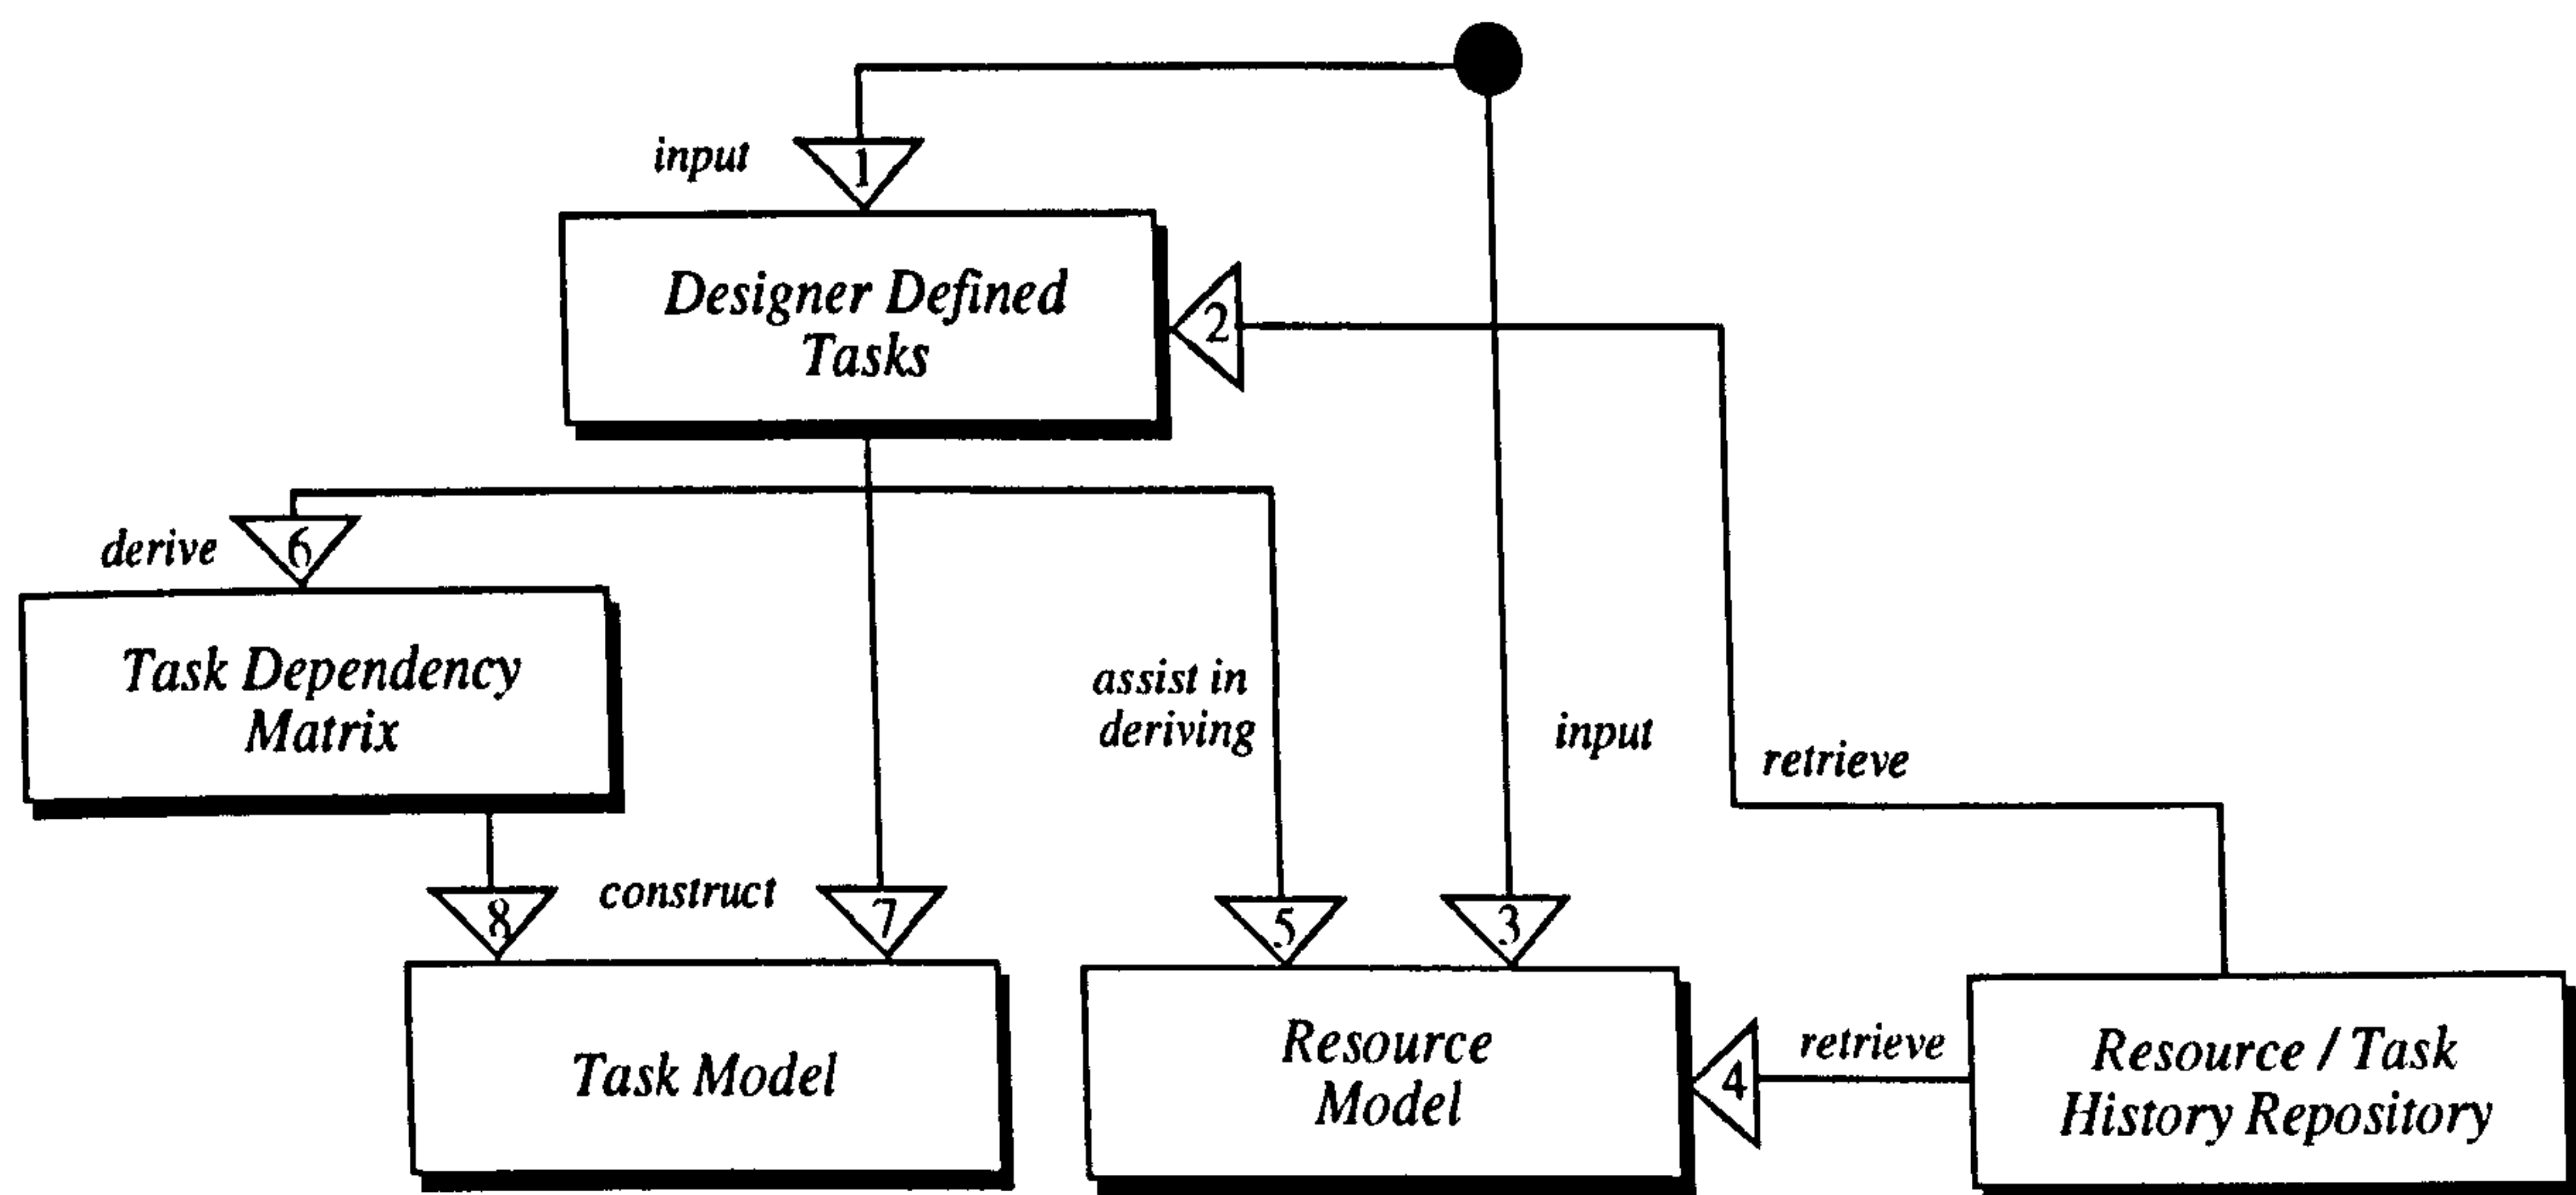 input
1
Designer Defined
Tasks
2
derive
6
Task Dependency
Matrix
assist in
deriving
input
retrieve
8
construct
7
5
3
Task Model
Resource
Model
4
retrieve
Resource / Task
History Repository